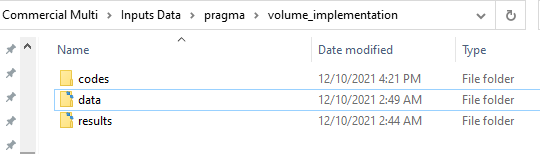 Commercial Multi > Inputs Data > pragma > volume_implementation
Name Date modified Type
codes 12/10/2021 4:21 PM File folder
data 12/10/2021 2:49 AM File folder
results 12/10/2021 2:44 AM File folder